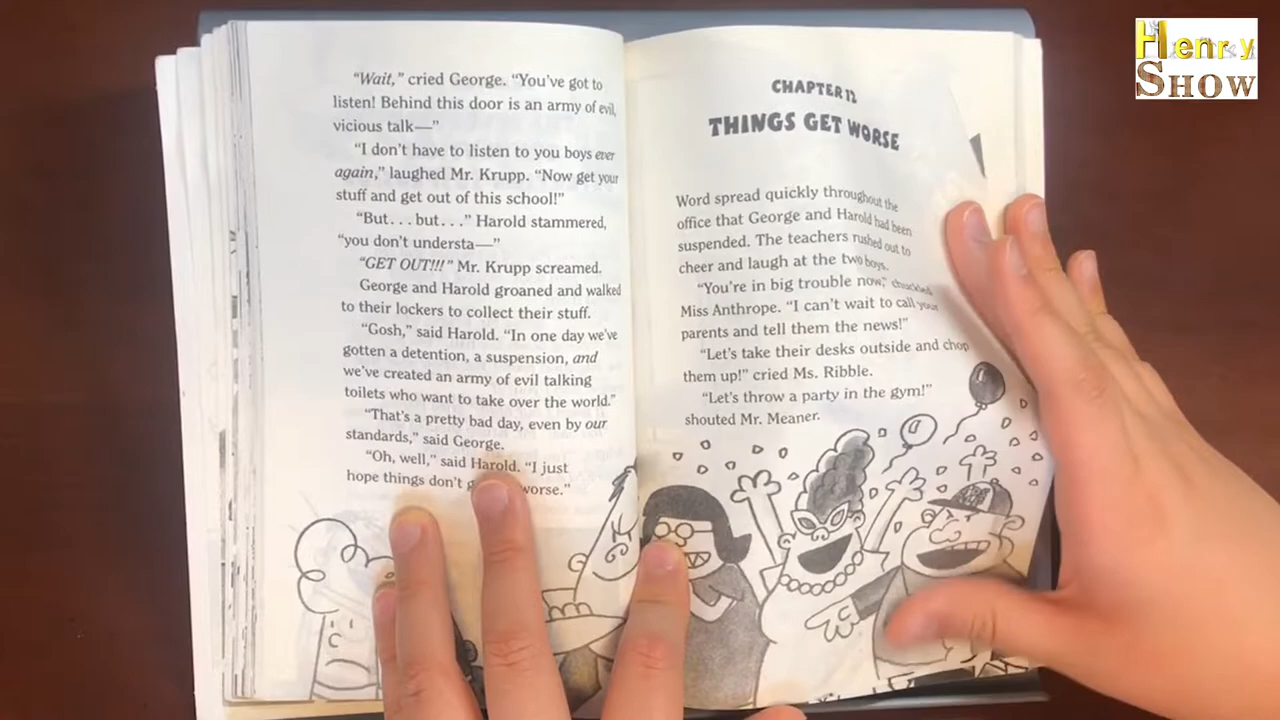 Henry
SHOW
"Wait," cried George. "You've got to
listen! Behind this door is an army of evil,
vicious talk—"
"I don't have to listen to you boys ever
again," laughed Mr. Krupp. "Now get your
stuff and get out of this school!"
"But . . . but . . ." Harold stammered,
"you don't understa—"
"GET OUT!!!" Mr. Krupp screamed.
George and Harold groaned and walked
to their lockers to collect their stuff.
"Gosh," said Harold. "In one day we've
gotten a detention, a suspension, and
we've created an army of evil talking
toilets who want to take over the world."
"That's a pretty bad day, even by our
standards," said George.
"Oh, well," said Harold. "I just
hope things don't worse."
CHAPTER 12
THINGS GET WORSE
Word spread quickly throughout the
office that George and Harold had been
suspended. The teachers rushed out to
cheer and laugh at the two boys.
"You're in big trouble now," chuckled
Miss Anthrope. "I can't wait to call your
parents and tell them the news!"
"Let's take their desks outside and chop
them up!" cried Ms. Ribble.
"Let's throw a party in the gym!"
shouted Mr. Meaner.